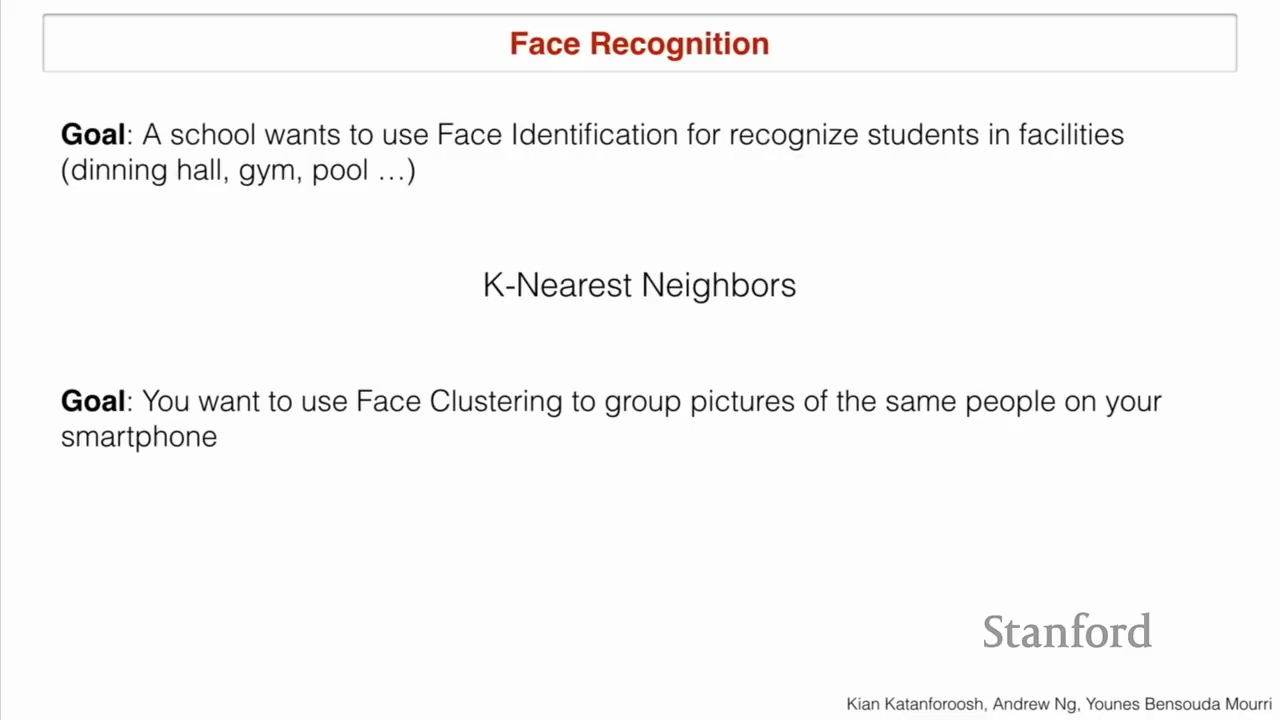 Face Recognition
Goal: A school wants to use Face Identification for recognize students in facilities
(dinning hall, gym, pool …)
K-Nearest Neighbors
Goal: You want to use Face Clustering to group pictures of the same people on your
smartphone
Stanford
Kian Katanforoosh, Andrew Ng, Younes Bensouda Mourri